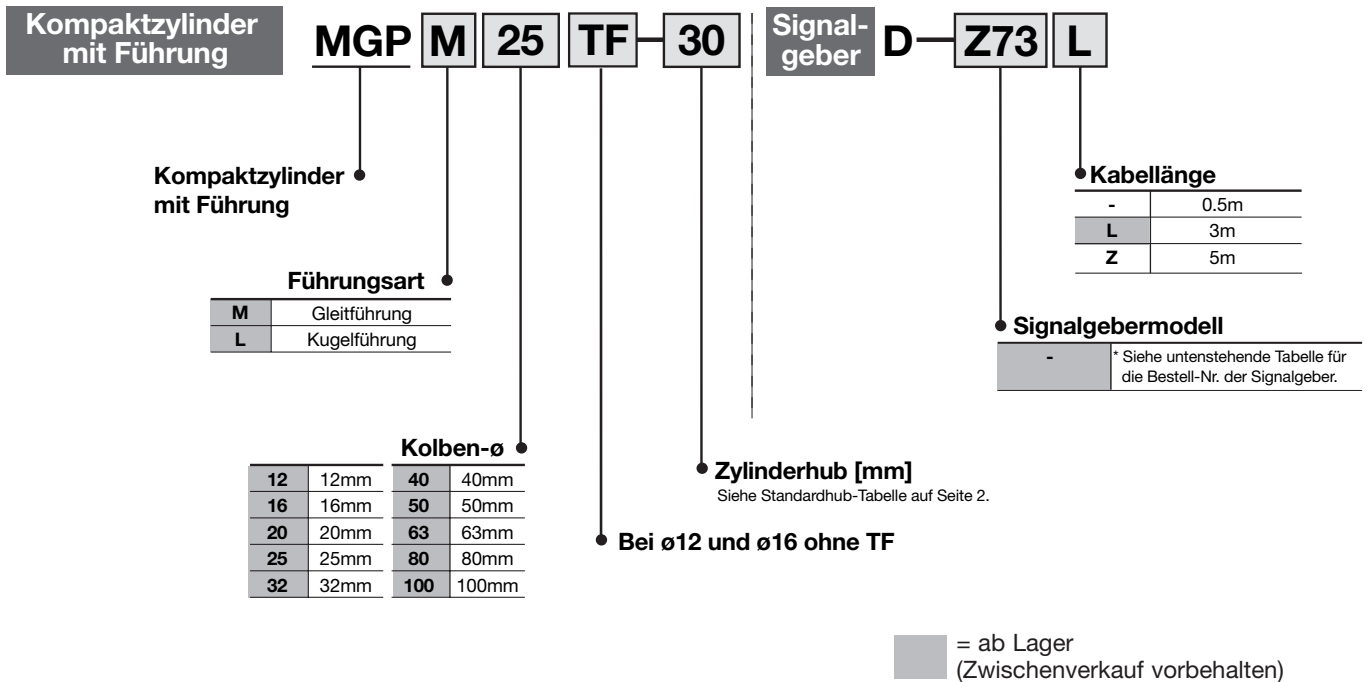 Kompaktzylinder
mit Führung
MGP M 25 TF 30
Signal-
geber
D Z73 L
Kompaktzylinder
mit Führung
Kabellänge
- 0.5m
L 3m
Z 5m
Führungsart
M Gleitführung
L Kugelführung
Signalgebermodell
- * Siehe untenstehende Tabelle für
die Bestell-Nr. der Signalgeber.
Kolben-ø
12 12mm 40 40mm
16 16mm 50 50mm
20 20mm 63 63mm
25 25mm 80 80mm
32 32mm 100 100mm
Zylinderhub [mm]
Siehe Standardhub-Tabelle auf Seite 2.
Bei ø12 und ø16 ohne TF
= ab Lager
(Zwischenverkauf vorbehalten)